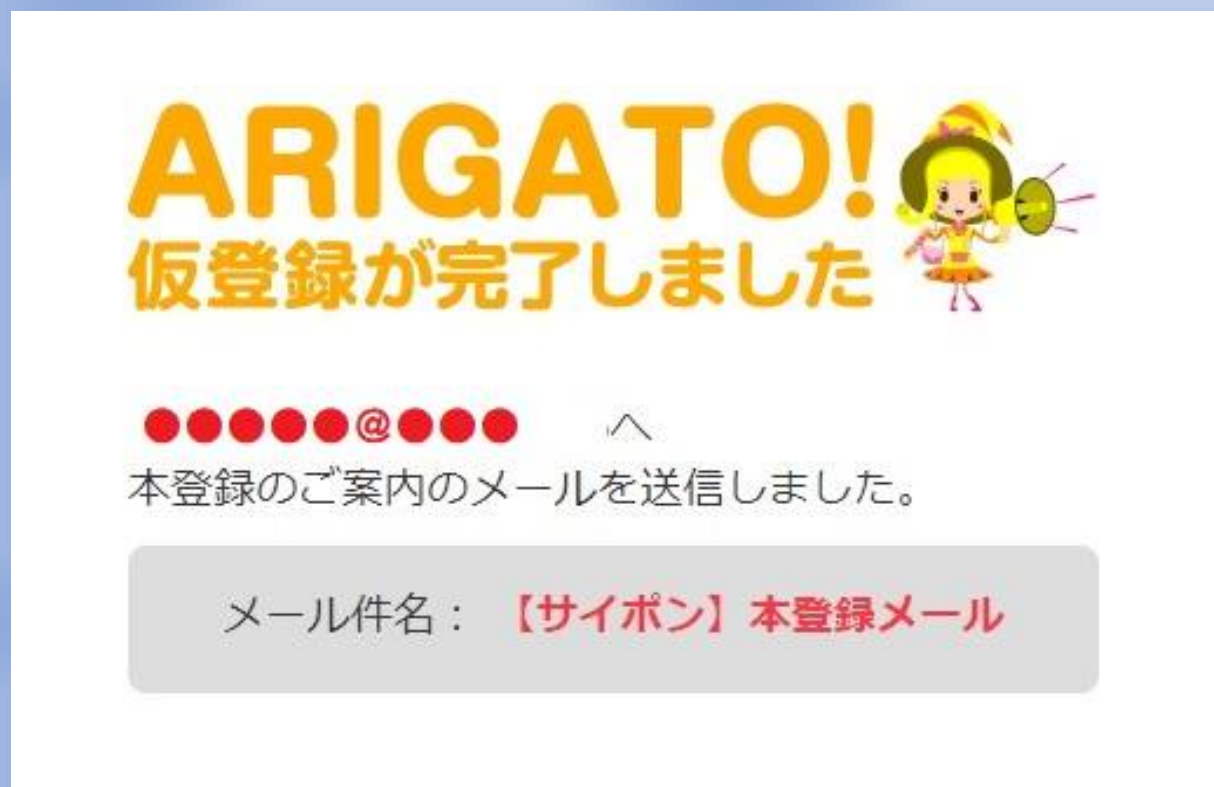 ARIGATO!
仮登録が完了しました
●●●●●@●●● へ
本登録のご案内のメールを送信しました。
メール件名： 【サイポン】本登録メール